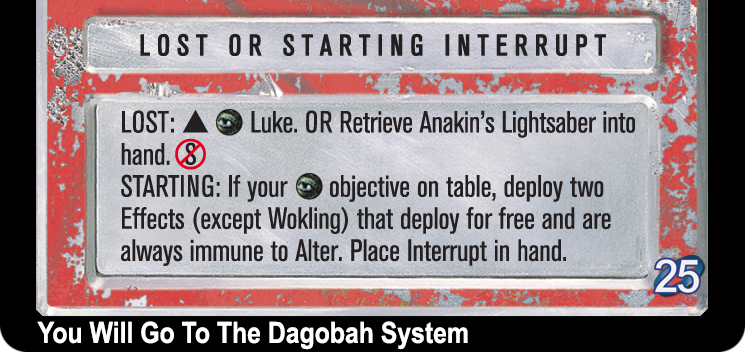 LOST OR STARTING INTERRUPT
LOST: ▲ Luke. OR Retrieve Anakin's Lightsaber into
hand. 8
STARTING: If your objective on table, deploy two
Effects (except Wokling) that deploy for free and are
always immune to Alter. Place Interrupt in hand.
25
You Will Go To The Dagobah System